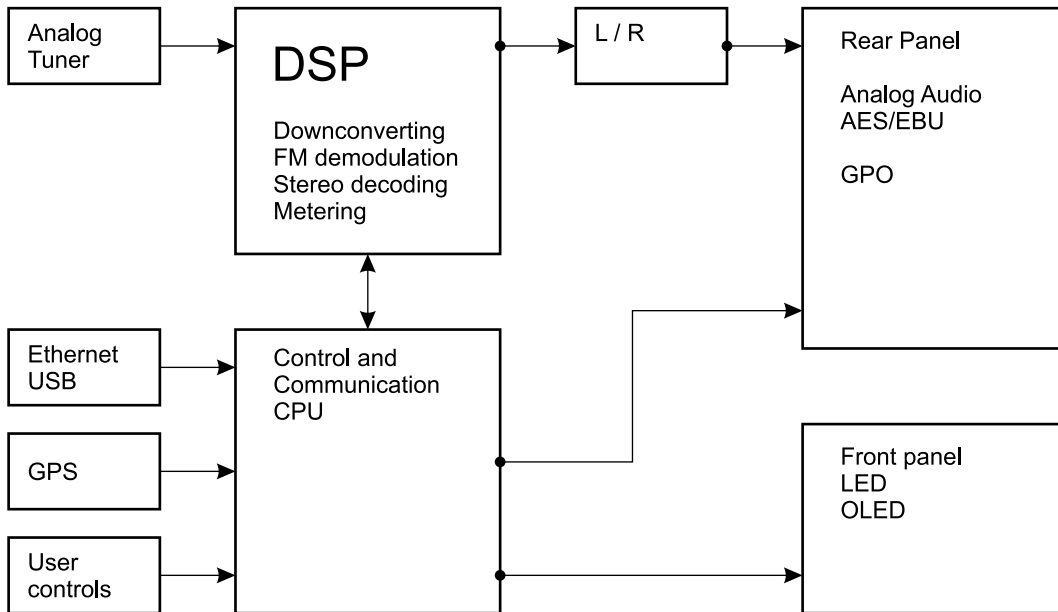 Analog
Tuner
DSP
Downconverting
FM demodulation
Stereo decoding
Metering
L / R
Rear Panel
Analog Audio
AES/EBU
GPO
Ethernet
USB
GPS
User
controls
Control and
Communication
CPU
Front panel
LED
OLED